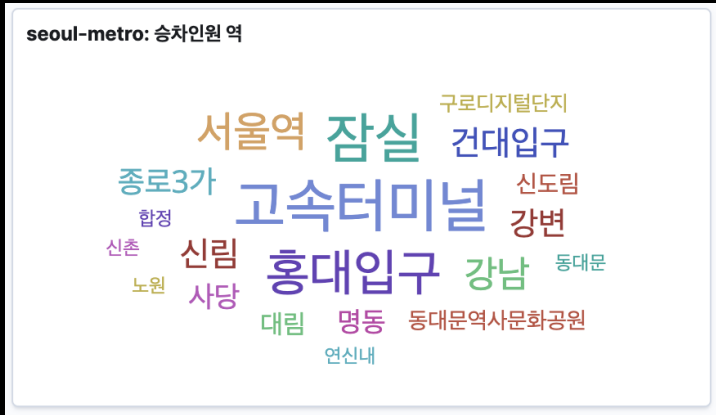 seoul-metro: 승차인원 역
구로디지털단지
서울역 잠실 건대입구
종로3가 고속터미널 신도림
합정 강변
신촌 신림 홍대입구 강남 동대문
노원 사당
대림 명동 동대문역사문화공원
연신내